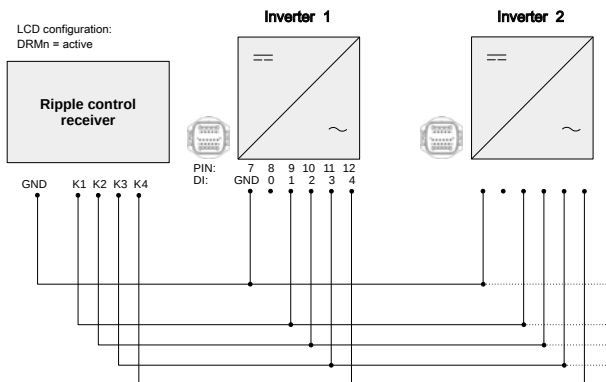 Inverter 1
Inverter 2
LCD configuration:
DRMn = active
Ripple control
receiver
PIN: 7 8 9 10 11 12
DI: GND 0 1 2 3 4
GND K1 K2 K3 K4